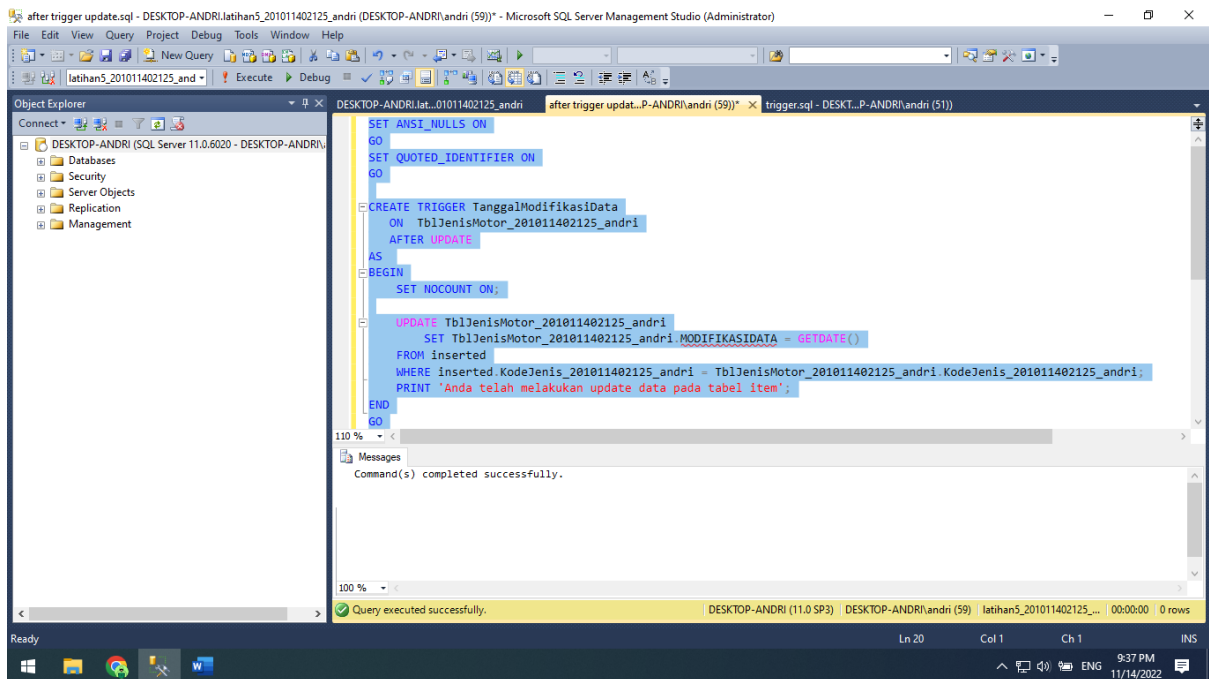 after trigger update.sql - DESKTOP-ANDRI.latihan5_201011402125_andri (DESKTOP-ANDRI\andri (59))* - Microsoft SQL Server Management Studio (Administrator)
File Edit View Query Project Debug Tools Window Help
New Query
latihan5_201011402125_and Execute Debug
Object Explorer
DESKTOP-ANDRI.lat...01011402125_andri after trigger updat...P-ANDRI\andri (59))* trigger.sql - DESKT...P-ANDRI\andri (51))
Connect
DESKTOP-ANDRI (SQL Server 11.0.6020 - DESKTOP-ANDRI\
Databases
Security
Server Objects
Replication
Management
SET ANSI_NULLS ON
GO
SET QUOTED_IDENTIFIER ON
GO
CREATE TRIGGER TanggalModifikasiData
ON TblJenisMotor_201011402125_andri
AFTER UPDATE
AS
BEGIN
SET NOCOUNT ON;
UPDATE TblJenisMotor_201011402125_andri
SET TblJenisMotor_201011402125_andri.MODIFIKASIDATA = GETDATE()
FROM inserted
WHERE inserted.KodeJenis_201011402125_andri = TblJenisMotor_201011402125_andri.KodeJenis_201011402125_andri;
PRINT 'Anda telah melakukan update data pada tabel item';
END
GO
110 %
Messages
Command(s) completed successfully.
100 %
Query executed successfully. DESKTOP-ANDRI (11.0 SP3) DESKTOP-ANDRI\andri (59) latihan5_201011402125_... 00:00:00 0 rows
Ready Ln 20 Col 1 Ch 1 INS
ENG 9:37 PM
11/14/2022